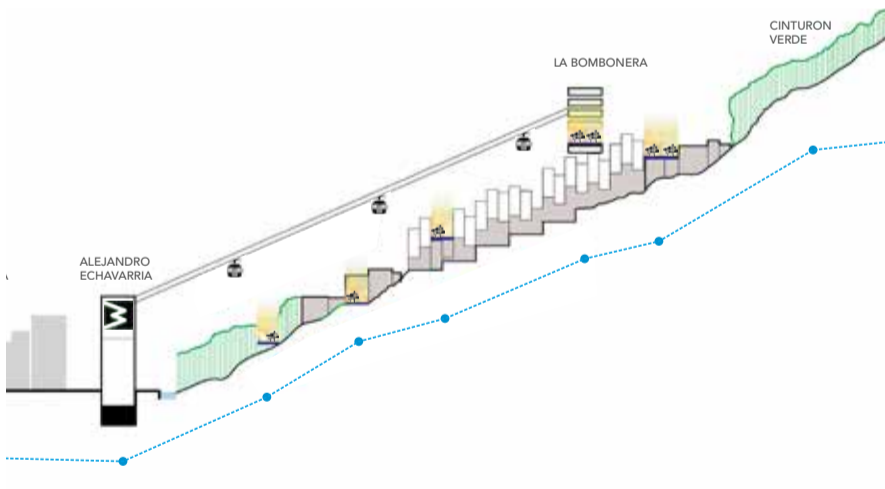 CINTURON
VERDE
LA BOMBONERA
ALEJANDRO
ECHAVARRIA
A